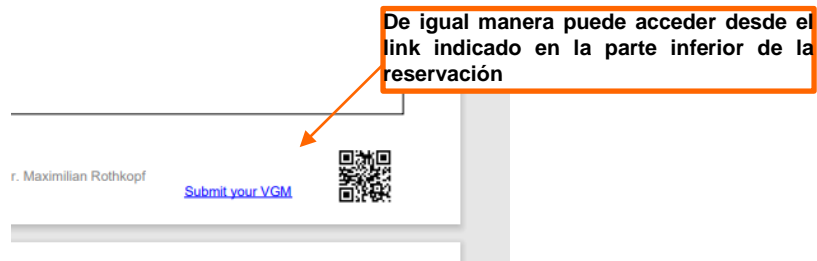 De igual manera puede acceder desde el
link indicado en la parte inferior de la
reservación
r. Maximilian Rothkopf
Submit your VGM